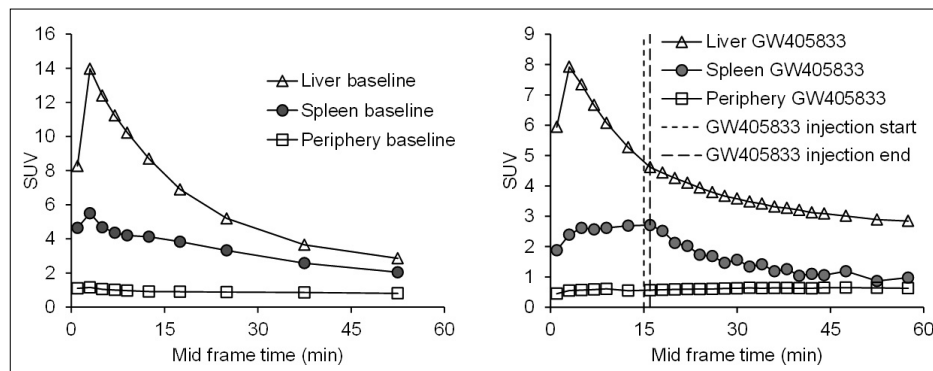 16
14
12
10
8
6
4
2
0
SUV
0
15
30
45
60
Mid frame time (min)
Liver baseline
Spleen baseline
Periphery baseline
9
8
7
6
5
4
3
2
1
0
SUV
0
15
30
45
60
Mid frame time (min)
Liver GW405833
Spleen GW405833
Periphery GW405833
GW405833 injection start
GW405833 injection end